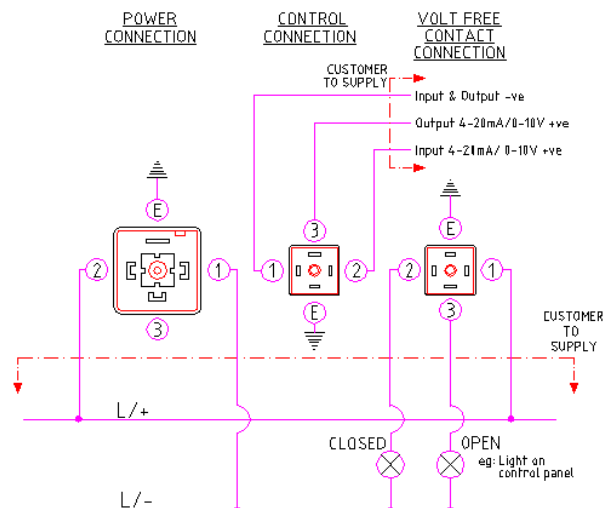 POWER
CONNECTION
CONTROL
CONNECTION
VOLT FREE
CONTACT
CONNECTION
CUSTOMER
TO SUPPLY
Input & Output -ve
Output 4-20mA/0-10V +ve
Input 4-20mA/ 0-10V +ve
E
2
1
3
3
1
2
E
E
2
1
3
CUSTOMER
TO
SUPPLY
L/+
CLOSED
OPEN
eg: Light on
control panel
L/-